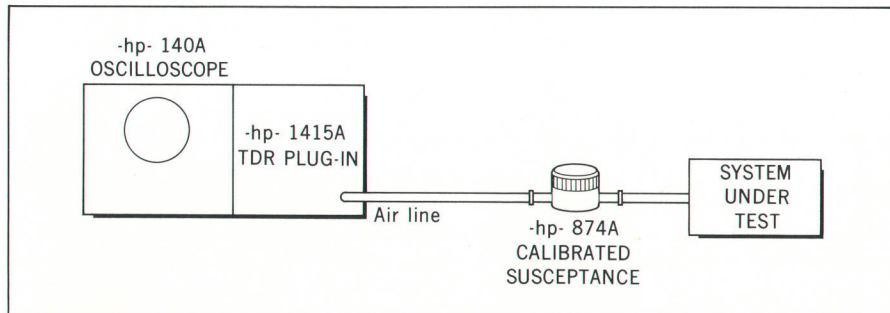 -hp- 140A
OSCILLOSCOPE
-hp- 1415A
TDR PLUG-IN
Air line
-hp- 874A
CALIBRATED
SUSCEPTANCE
SYSTEM
UNDER
TEST